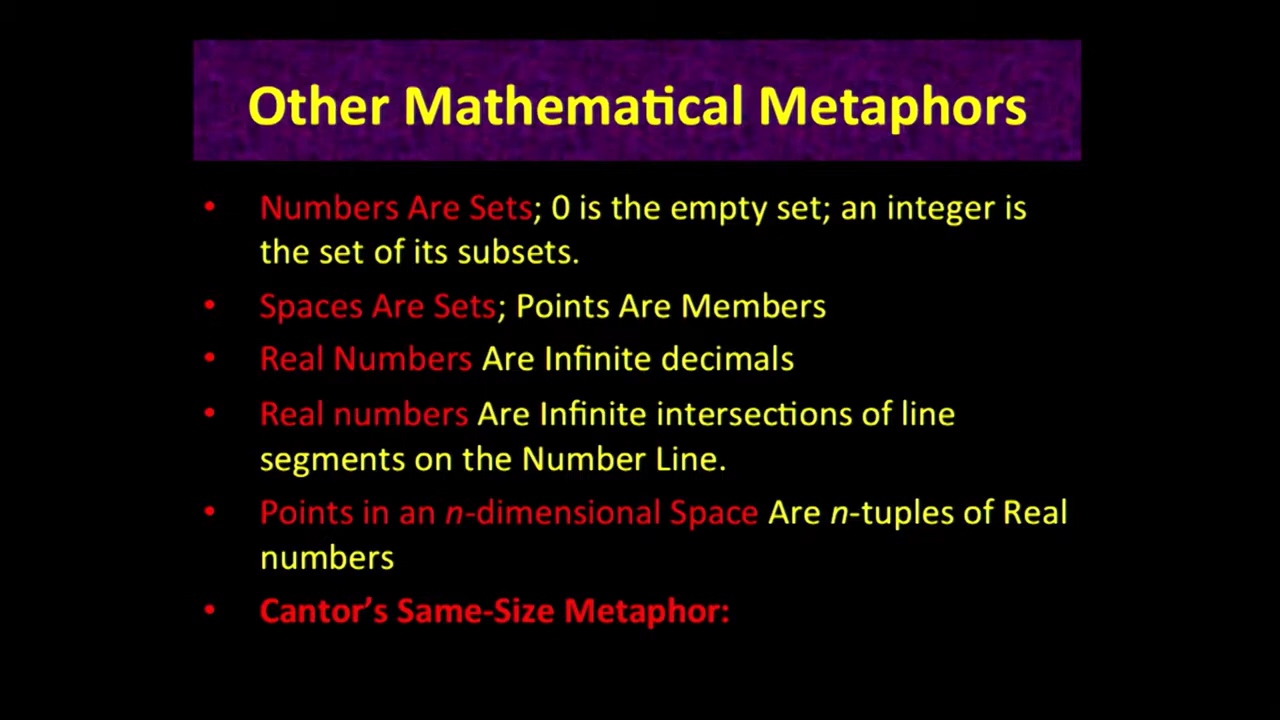 Other Mathematical Metaphors
• Numbers Are Sets; 0 is the empty set; an integer is
the set of its subsets.
• Spaces Are Sets; Points Are Members
• Real Numbers Are Infinite decimals
• Real numbers Are Infinite intersections of line
segments on the Number Line.
• Points in an n-dimensional Space Are n-tuples of Real
numbers
• Cantor’s Same-Size Metaphor: